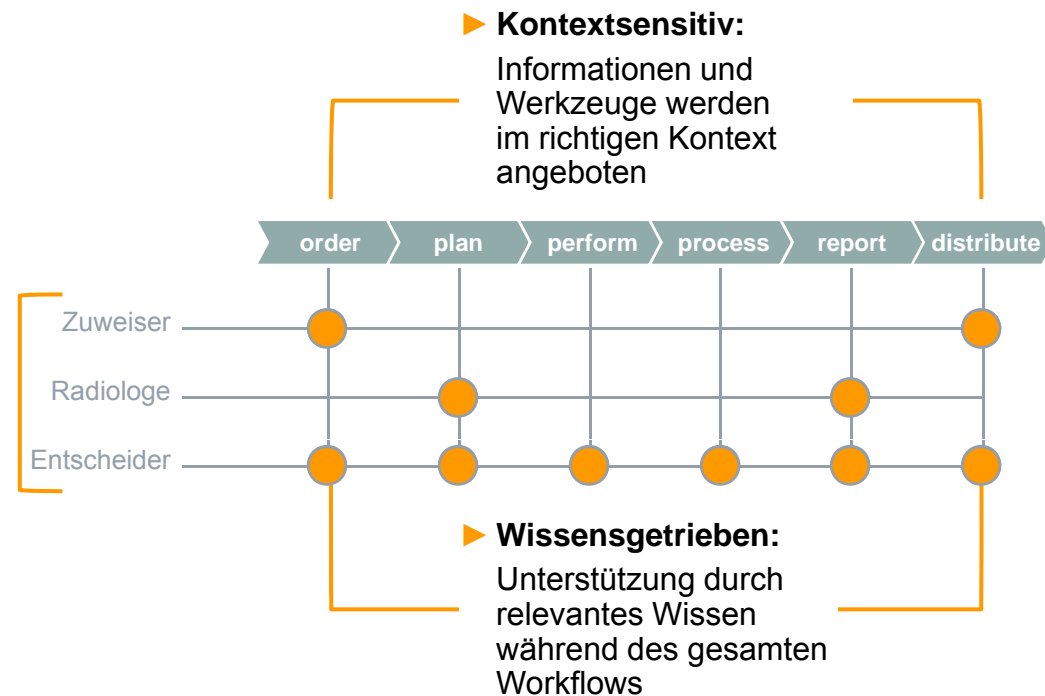 Kontextsensitiv:
Informationen und
Werkzeuge werden
im richtigen Kontext
angeboten
order plan perform process report distribute
Zuweiser
Radiologe
Entscheider
Wissensgetrieben:
Unterstützung durch
relevantes Wissen
während des gesamten
Workflows